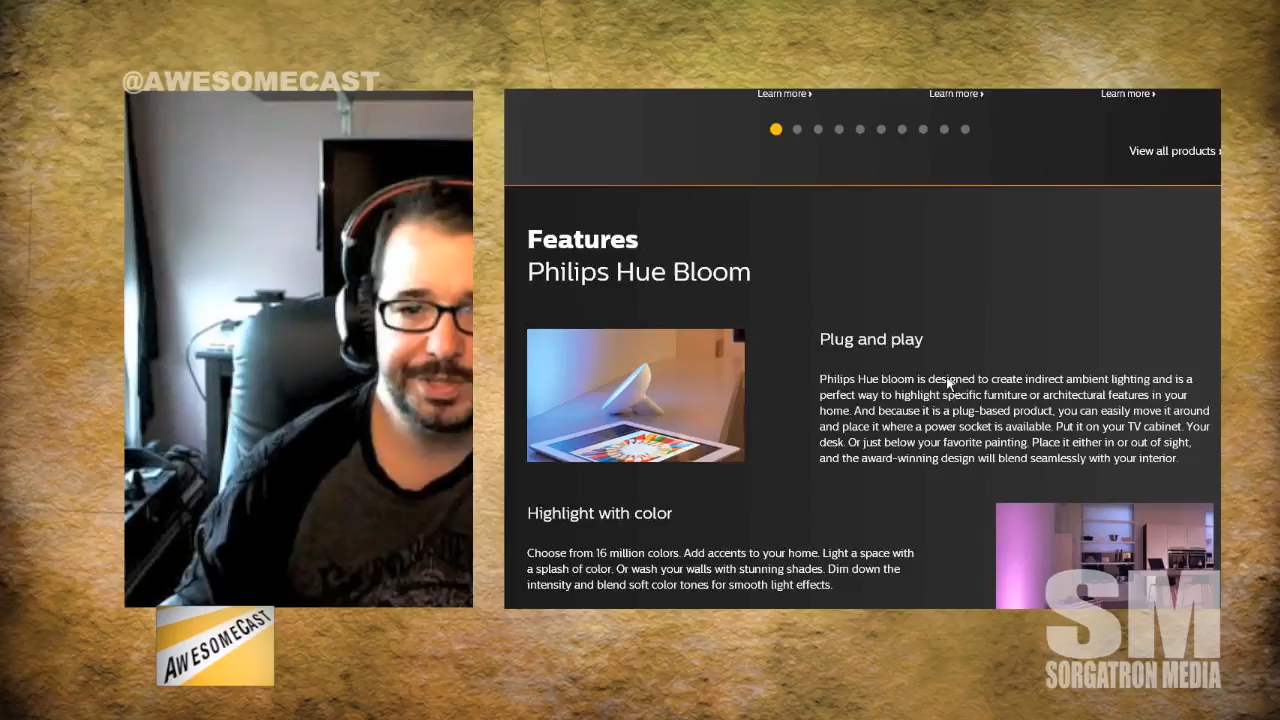 @AWESOMECAST
Learn more › Learn more › Learn more ›
View all products ›
Features
Philips Hue Bloom
Plug and play
Philips Hue bloom is designed to create indirect ambient lighting and is a
perfect way to highlight specific furniture or architectural features in your
home. And because it is a plug-based product, you can easily move it around
and place it where a power socket is available. Put it on your TV cabinet. Your
desk. Or just below your favorite painting. Place it either in or out of sight,
and the award-winning design will blend seamlessly with your interior.
Highlight with color
Choose from 16 million colors. Add accents to your home. Light a space with
a splash of color. Or wash your walls with stunning shades. Dim down the
intensity and blend soft color tones for smooth light effects.
AWESOMECAST
SM
SORGATRON MEDIA